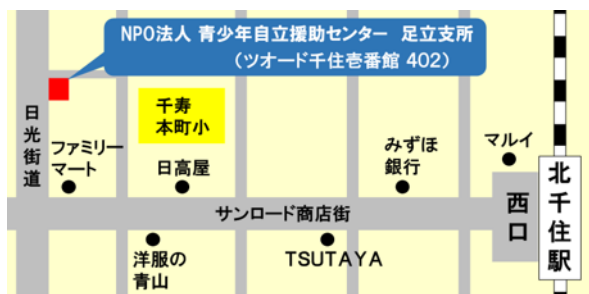 NPO法人 青少年自立援助センター 足立支所
（ツオード千住壱番館 402）
日光街道
千寿
本町小
ファミリー
マート
日高屋
みずほ
銀行
マルイ
北千住駅
西口
サンロード商店街
洋服の
青山
TSUTAYA